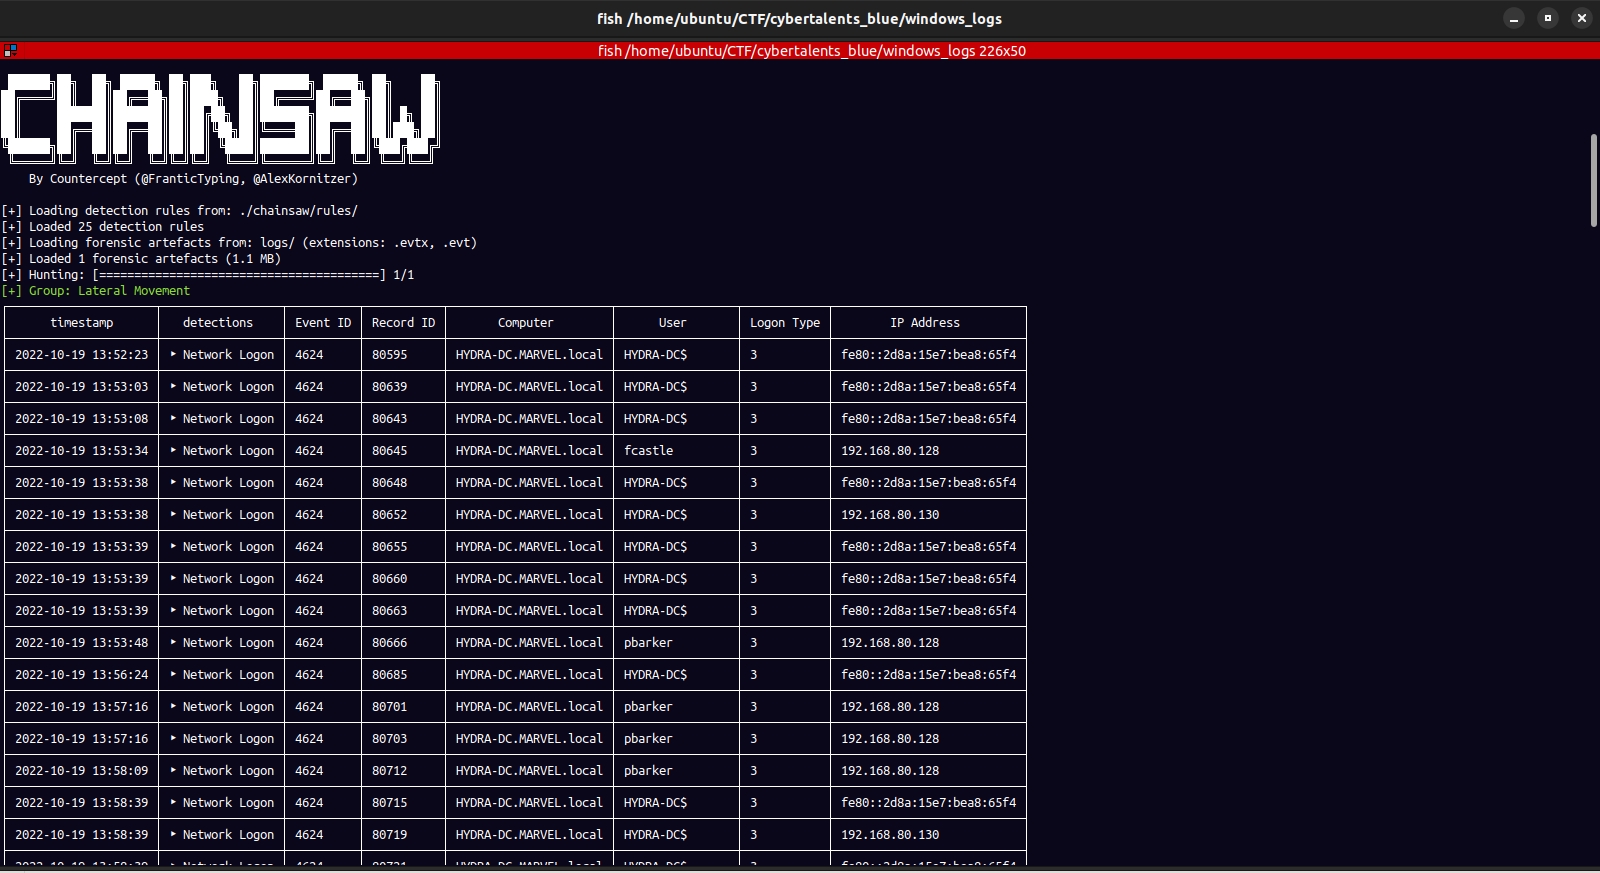 fish /home/ubuntu/CTF/cybertalents_blue/windows_logs
fish /home/ubuntu/CTF/cybertalents_blue/windows_logs 226x50
CHAINSAW
By Countercept (@FranticTyping, @AlexKornitzer)
[+] Loading detection rules from: ./chainsaw/rules/
[+] Loaded 25 detection rules
[+] Loading forensic artefacts from: logs/ (extensions: .evtx, .evt)
[+] Loaded 1 forensic artefacts (1.1 MB)
[+] Hunting: [========================================] 1/1
[+] Group: Lateral Movement
timestamp detections Event ID Record ID Computer User Logon Type IP Address
2022-10-19 13:52:23 ‣ Network Logon 4624 80595 HYDRA-DC.MARVEL.local HYDRA-DC$ 3 fe80::2d8a:15e7:bea8:65f4
2022-10-19 13:53:03 ‣ Network Logon 4624 80639 HYDRA-DC.MARVEL.local HYDRA-DC$ 3 fe80::2d8a:15e7:bea8:65f4
2022-10-19 13:53:08 ‣ Network Logon 4624 80643 HYDRA-DC.MARVEL.local HYDRA-DC$ 3 fe80::2d8a:15e7:bea8:65f4
2022-10-19 13:53:34 ‣ Network Logon 4624 80645 HYDRA-DC.MARVEL.local fcastle 3 192.168.80.128
2022-10-19 13:53:38 ‣ Network Logon 4624 80648 HYDRA-DC.MARVEL.local HYDRA-DC$ 3 fe80::2d8a:15e7:bea8:65f4
2022-10-19 13:53:38 ‣ Network Logon 4624 80652 HYDRA-DC.MARVEL.local HYDRA-DC$ 3 192.168.80.130
2022-10-19 13:53:39 ‣ Network Logon 4624 80655 HYDRA-DC.MARVEL.local HYDRA-DC$ 3 fe80::2d8a:15e7:bea8:65f4
2022-10-19 13:53:39 ‣ Network Logon 4624 80660 HYDRA-DC.MARVEL.local HYDRA-DC$ 3 fe80::2d8a:15e7:bea8:65f4
2022-10-19 13:53:39 ‣ Network Logon 4624 80663 HYDRA-DC.MARVEL.local HYDRA-DC$ 3 fe80::2d8a:15e7:bea8:65f4
2022-10-19 13:53:48 ‣ Network Logon 4624 80666 HYDRA-DC.MARVEL.local pbarker 3 192.168.80.128
2022-10-19 13:56:24 ‣ Network Logon 4624 80685 HYDRA-DC.MARVEL.local HYDRA-DC$ 3 fe80::2d8a:15e7:bea8:65f4
2022-10-19 13:57:16 ‣ Network Logon 4624 80701 HYDRA-DC.MARVEL.local pbarker 3 192.168.80.128
2022-10-19 13:57:16 ‣ Network Logon 4624 80703 HYDRA-DC.MARVEL.local pbarker 3 192.168.80.128
2022-10-19 13:58:09 ‣ Network Logon 4624 80712 HYDRA-DC.MARVEL.local pbarker 3 192.168.80.128
2022-10-19 13:58:39 ‣ Network Logon 4624 80715 HYDRA-DC.MARVEL.local HYDRA-DC$ 3 fe80::2d8a:15e7:bea8:65f4
2022-10-19 13:58:39 ‣ Network Logon 4624 80719 HYDRA-DC.MARVEL.local HYDRA-DC$ 3 192.168.80.130